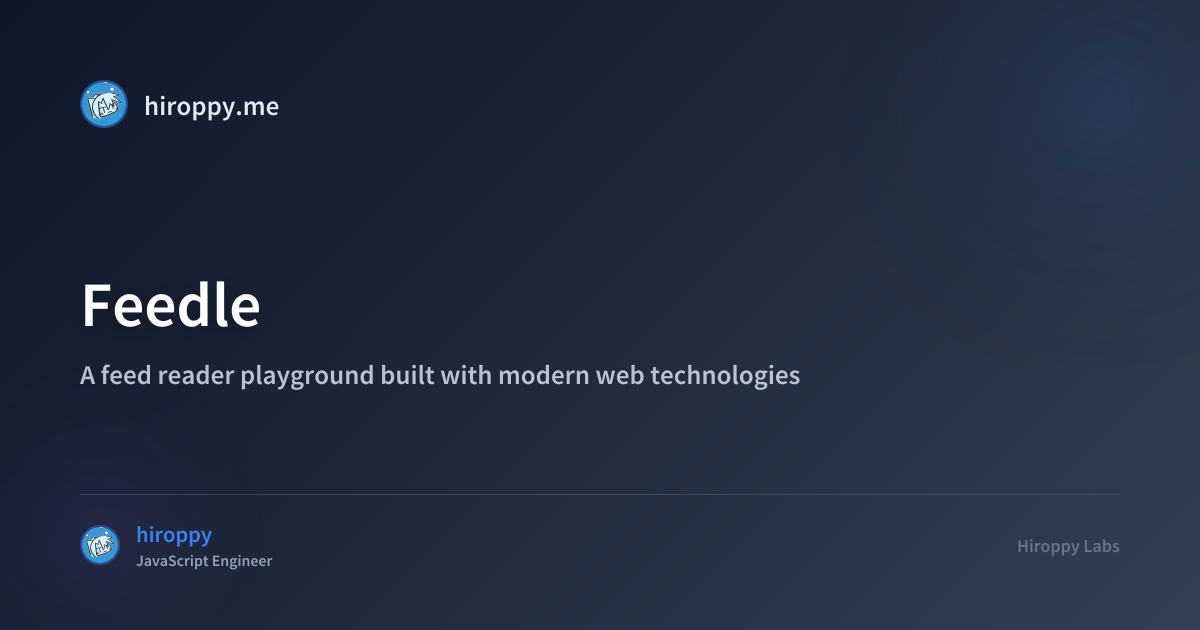 hiroppy.me
Feedle
A feed reader playground built with modern web technologies
hiroppy
JavaScript Engineer
Hiroppy Labs